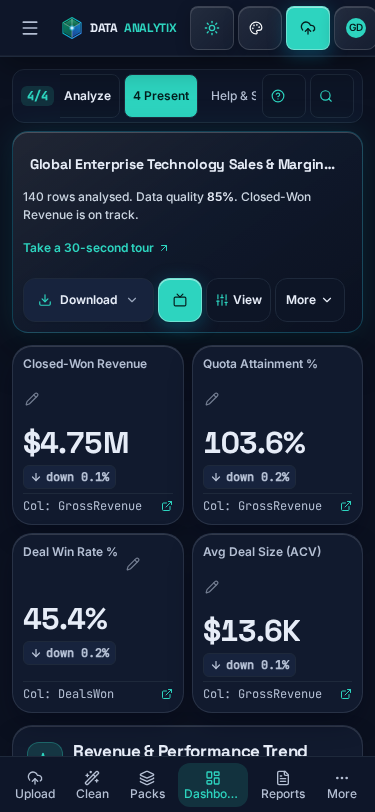 DATA ANALYTIX
GD
4/4 Analyze 4 Present Help & S
Global Enterprise Technology Sales & Margin...
140 rows analysed. Data quality 85%. Closed-Won
Revenue is on track.
Take a 30-second tour
Download View More
Closed-Won Revenue
$4.75M
↓ down 0.1%
Col: GrossRevenue
Quota Attainment %
103.6%
↓ down 0.2%
Col: GrossRevenue
Deal Win Rate %
45.4%
↓ down 0.2%
Col: DealsWon
Avg Deal Size (ACV)
$13.6K
↓ down 0.1%
Col: GrossRevenue
Revenue & Performance Trend
Upload Clean Packs Dashbo... Reports More